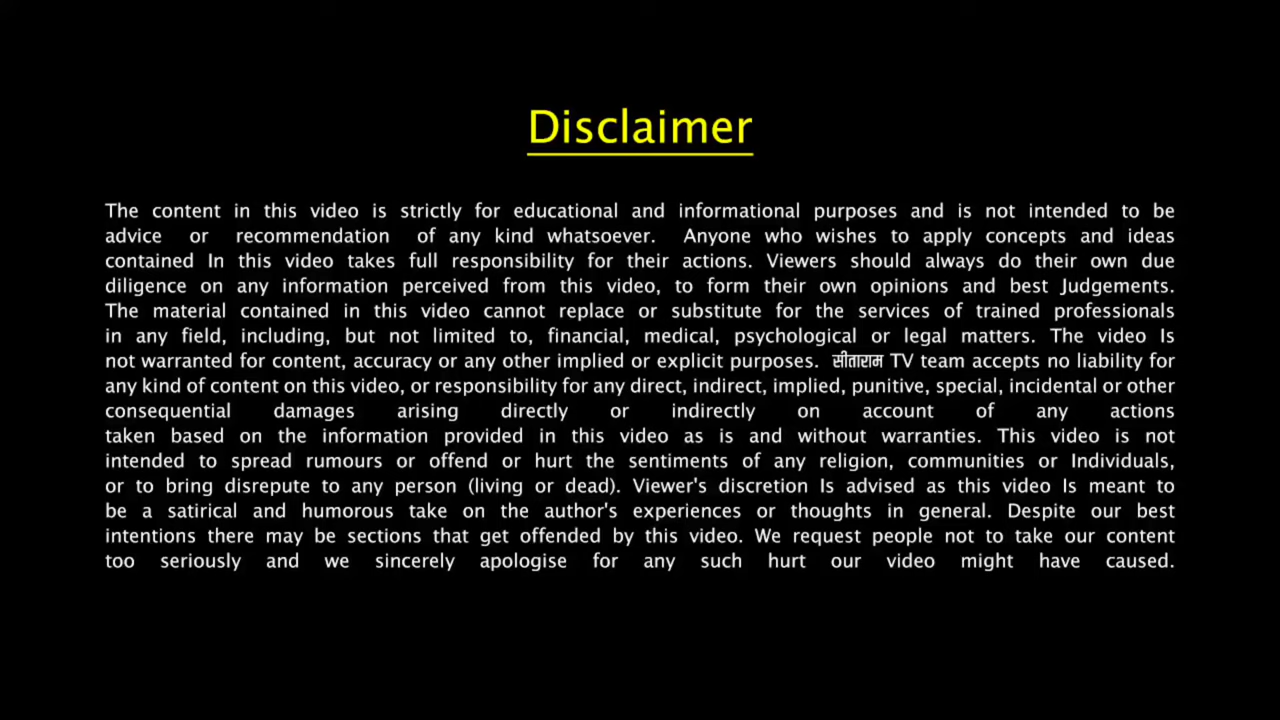 Disclaimer
The content in this video is strictly for educational and informational purposes and is not intended to be
advice or recommendation of any kind whatsoever. Anyone who wishes to apply concepts and ideas
contained In this video takes full responsibility for their actions. Viewers should always do their own due
diligence on any information perceived from this video, to form their own opinions and best Judgements.
The material contained in this video cannot replace or substitute for the services of trained professionals
in any field, including, but not limited to, financial, medical, psychological or legal matters. The video Is
not warranted for content, accuracy or any other implied or explicit purposes. सीताराम TV team accepts no liability for
any kind of content on this video, or responsibility for any direct, indirect, implied, punitive, special, incidental or other
consequential damages arising directly or indirectly on account of any actions
taken based on the information provided in this video as is and without warranties. This video is not
intended to spread rumours or offend or hurt the sentiments of any religion, communities or Individuals,
or to bring disrepute to any person (living or dead). Viewer's discretion Is advised as this video Is meant to
be a satirical and humorous take on the author's experiences or thoughts in general. Despite our best
intentions there may be sections that get offended by this video. We request people not to take our content
too seriously and we sincerely apologise for any such hurt our video might have caused.